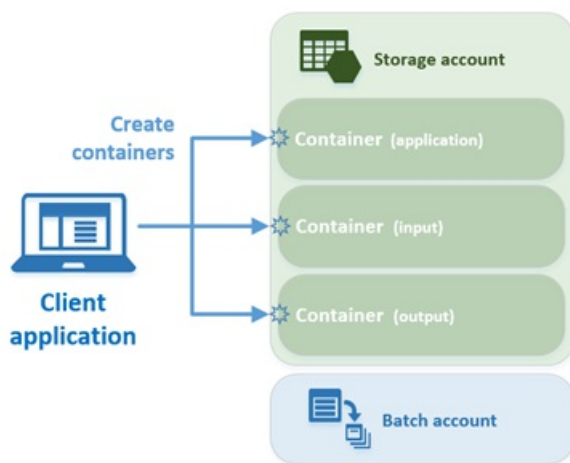 Storage account
Create
containers
Container (application)
Container (input)
Container (output)
Client
application
Batch account